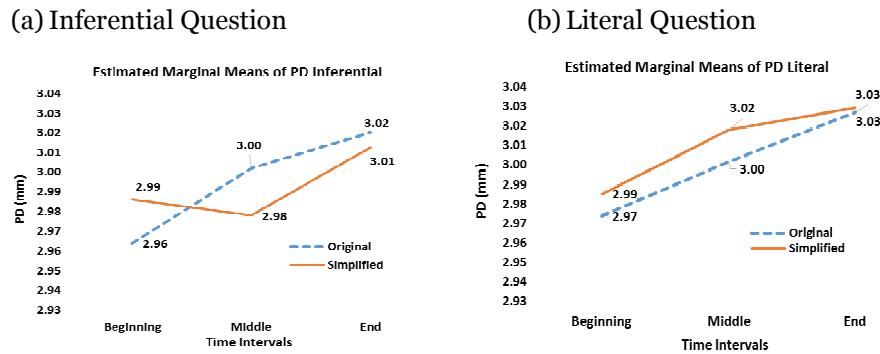 (a) Inferential Question
Estimated Marginal Means of PD Inferential
PD (mm)
3.04
3.03
3.02
3.01
3.00
2.99
2.98
2.97
2.96
2.95
2.94
2.93
2.99
2.96
3.00
2.98
3.02
3.01
Original
Simplified
Beginning Middle End
Time Intervals
(b) Literal Question
Estimated Marginal Means of PD Literal
PD (mm)
3.04
3.03
3.02
3.01
3.00
2.99
2.98
2.97
2.96
2.95
2.94
2.93
2.99
2.97
3.02
3.00
3.03
3.03
Original
Simplified
Beginning Middle End
Time Intervals